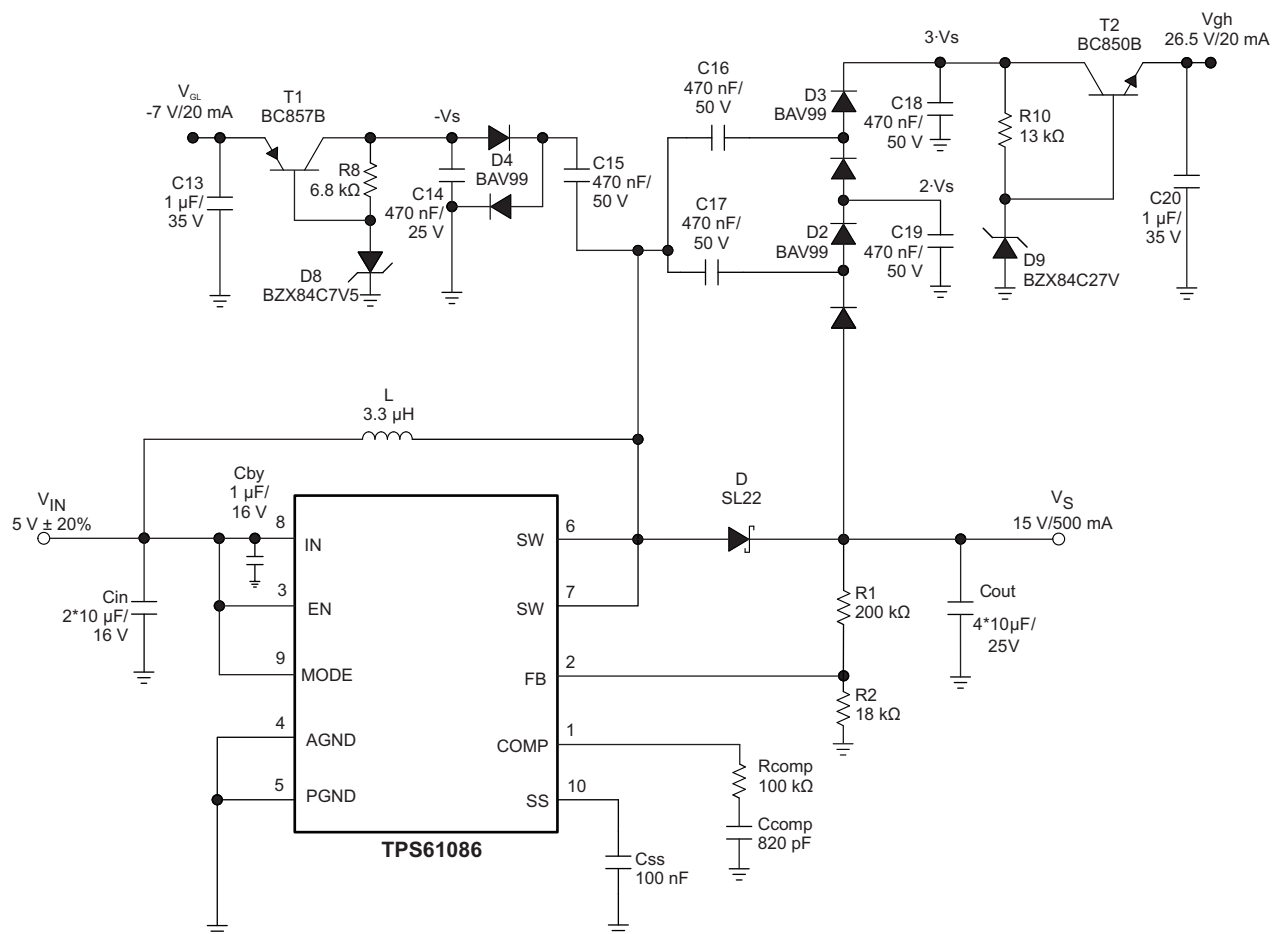 T2
BC850B
Vgh
26.5 V/20 mA
3·Vs
C16
470 nF/
50 V
D3
BAV99
C18
470 nF/
50 V
R10
13 kΩ
V_GL
-7 V/20 mA
T1
BC857B
-Vs
D4
BAV99
C15
470 nF/
50 V
R8
6.8 kΩ
C13
1 µF/
35 V
C14
470 nF/
25 V
2·Vs
C17
470 nF/
50 V
D2
BAV99
C19
470 nF/
50 V
C20
1 µF/
35 V
D9
BZX84C27V
D8
BZX84C7V5
L
3.3 µH
Cby
1 µF/
16 V
V_IN
5 V ± 20%
D
SL22
V_S
15 V/500 mA
8
IN
6
SW
3
EN
7
SW
Cin
2*10 µF/
16 V
R1
200 kΩ
Cout
4*10µF/
25V
9
MODE
2
FB
R2
18 kΩ
4
AGND
1
COMP
5
PGND
10
SS
Rcomp
100 kΩ
Ccomp
820 pF
TPS61086
Css
100 nF